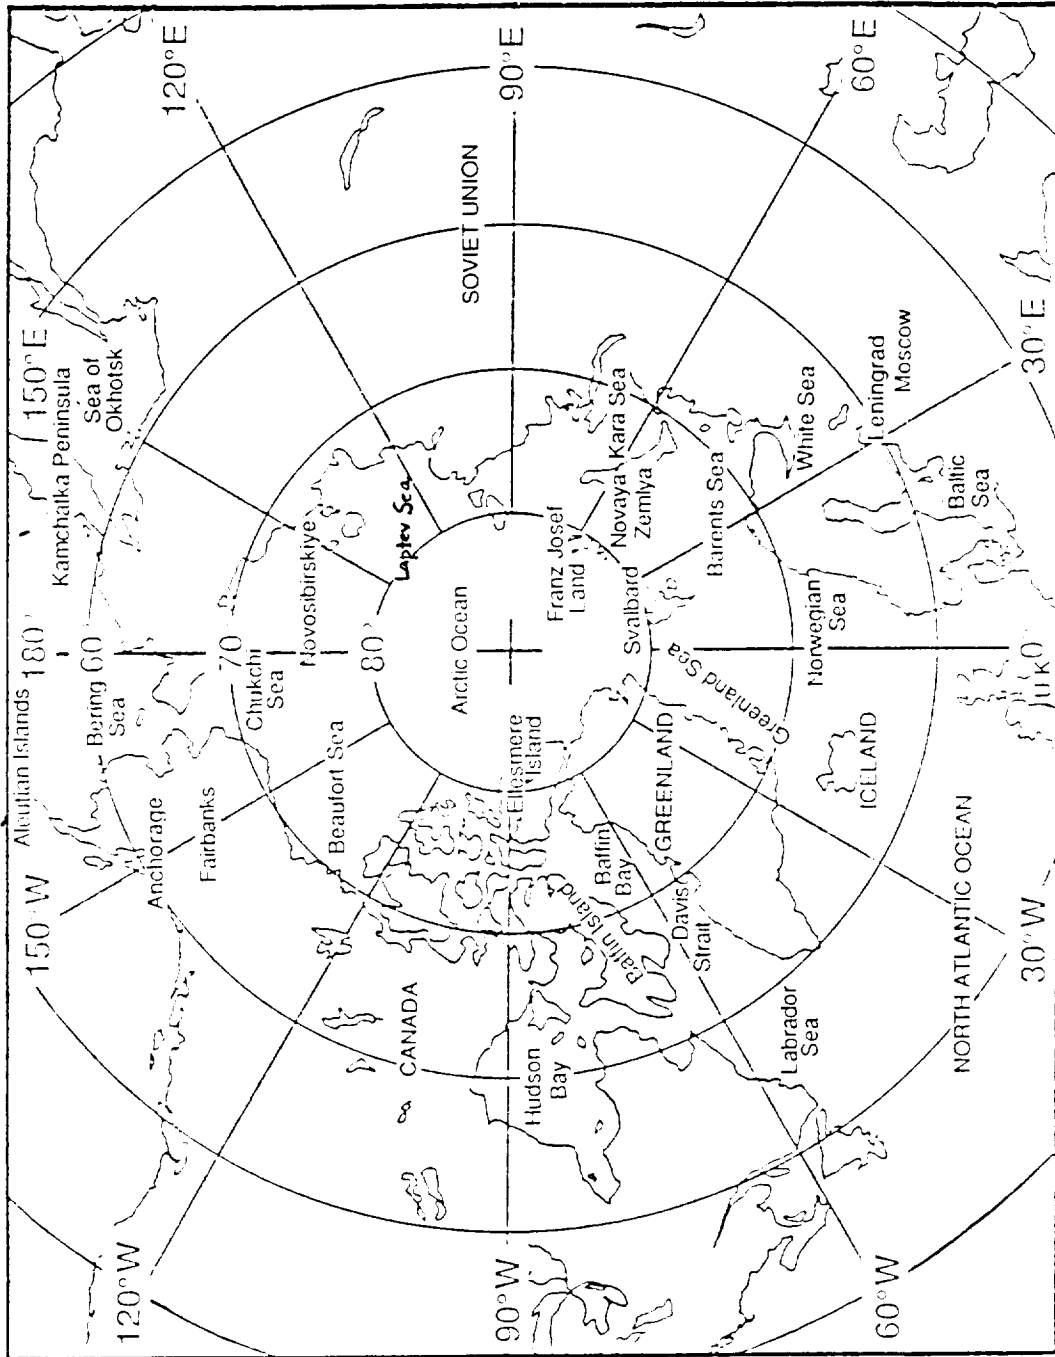 180°
150°E
150°W
Aleutian Islands
Kamchatka Peninsula
Sea of
Okhotsk
Bering
Sea
60
120°E
Anchorage
Fairbanks
70
Chukchi
Sea
Novosibirskiye
Laptev Sea
Beaufort Sea
80°
120°W
Arctic Ocean
SOVIET UNION
90°E
CANADA
Ellesmere
Island
Franz Josef
Land
90°W
Hudson
Bay
Baffin Island
Baffin
Bay
Svalbard
Novaya
Zemlya
Kara Sea
GREENLAND
Davis
Strait
Greenland Sea
Barents Sea
White Sea
60°E
Labrador
Sea
Norwegian
Sea
Leningrad
Moscow
60°W
ICELAND
Baltic
Sea
NORTH ATLANTIC OCEAN
UK
30°W
0°
30°E